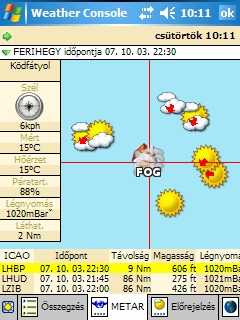 Weather Console 10:11 ok
csütörtök 10:11
FERIHEGY időpontja 07. 10. 03. 22:30
Ködfátyol
Szél
6kph
Mért
15°C
Hőérzet
15°C
Páratart.
88%
Légnyomás
1020mBar
Láthat.
2 Nm
FOG
ICAO Időpont Távolság Magasság Légnyomá
LHBP 07. 10. 03. 22:30 9 Nm 606 ft 1020mBa
LHUD 07. 10. 03. 21:45 86 Nm 275 ft 1021mBa
LZIB 07. 10. 03. 22:00 86 Nm 426 ft 1020mBa
Összegzés METAR Előrejelzés